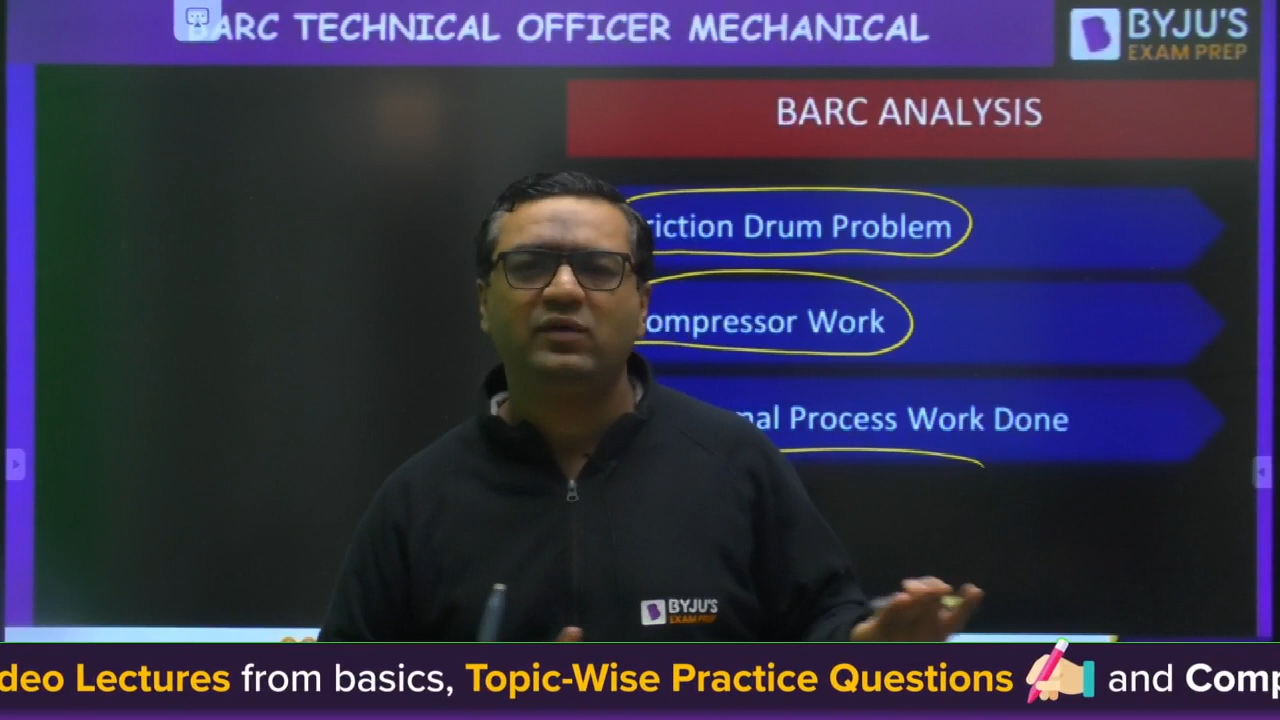 BARC TECHNICAL OFFICER MECHANICAL
BYJU'S
EXAM PREP
BARC ANALYSIS
riction Drum Problem
ompressor Work
nal Process Work Done
BYJU'S
EXAM PREP
deo Lectures from basics, Topic-Wise Practice Questions and Comp